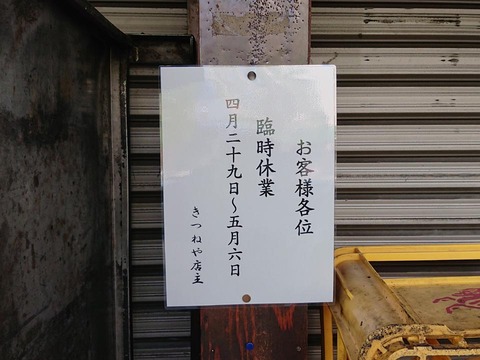 お客様各位
臨時休業
四月二十九日～五月六日
きつねや店主